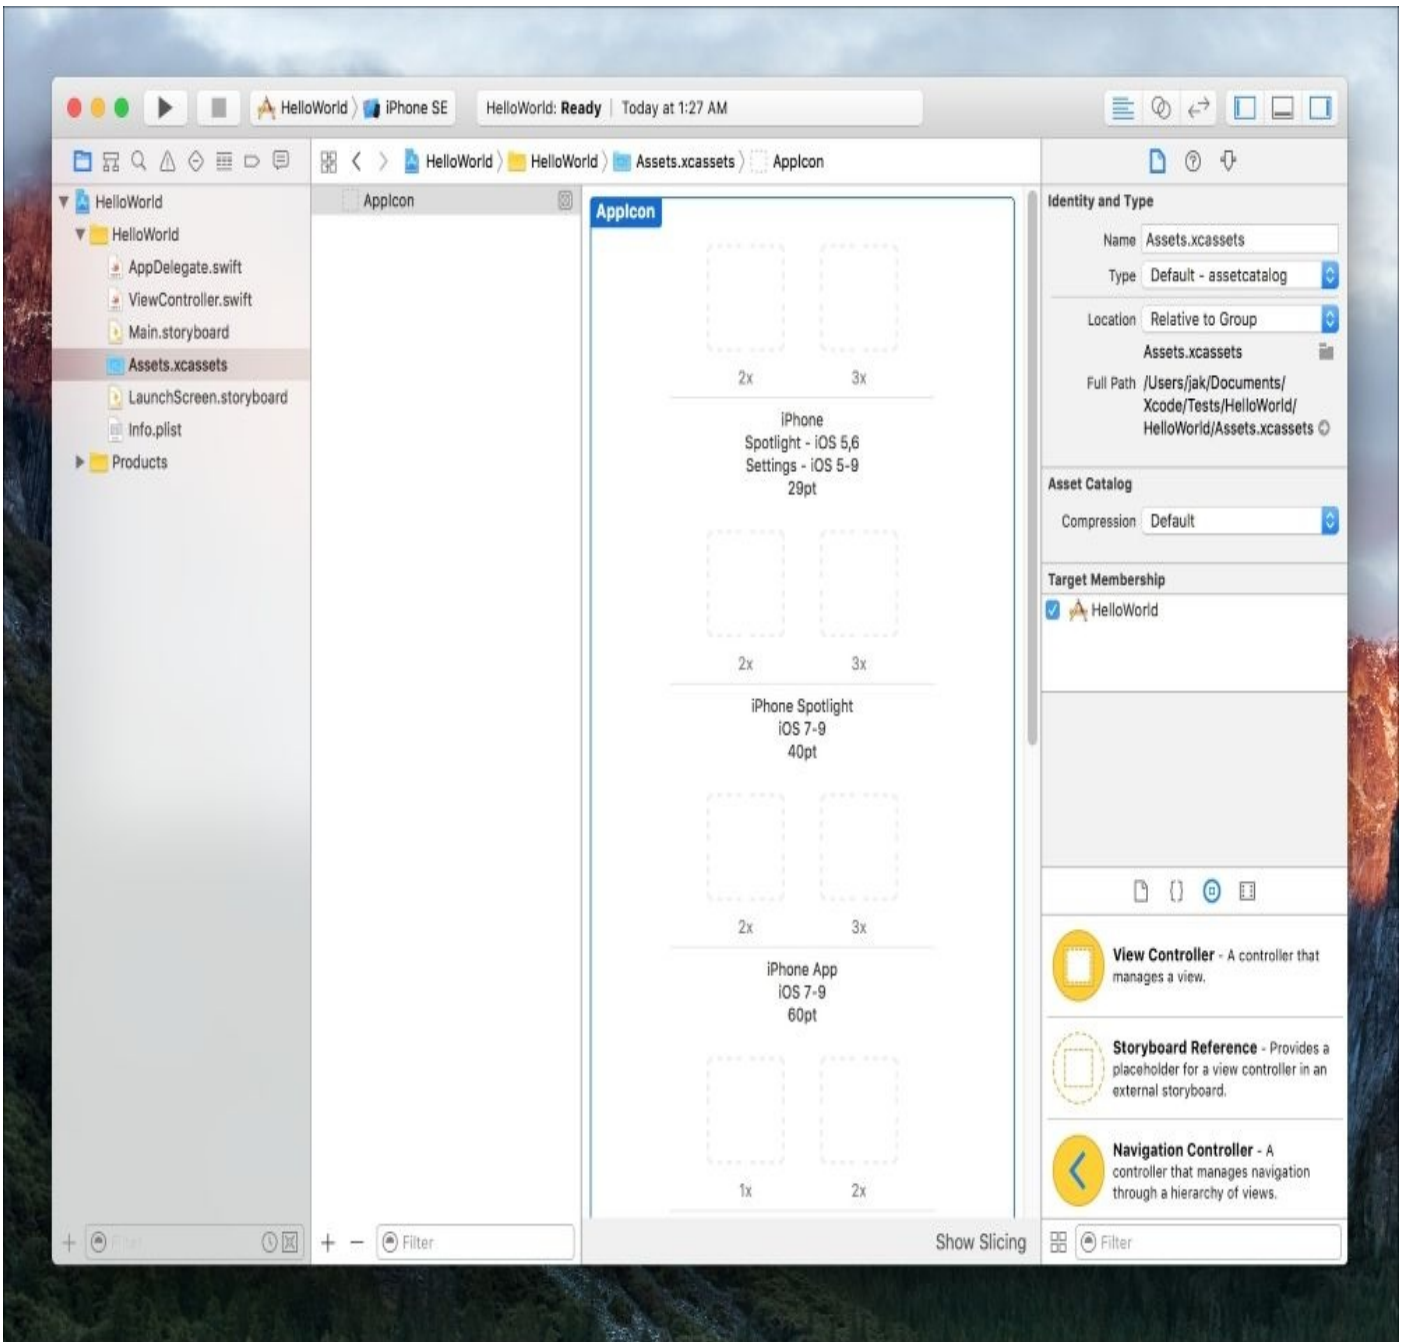 HelloWorld 〉 iPhone SE
HelloWorld: Ready | Today at 1:27 AM
HelloWorld 〉 HelloWorld 〉 Assets.xcassets 〉 AppIcon
HelloWorld
HelloWorld
AppDelegate.swift
ViewController.swift
Main.storyboard
Assets.xcassets
LaunchScreen.storyboard
Info.plist
Products
Filter
AppIcon
Filter
AppIcon
2x 3x
iPhone
Spotlight - iOS 5,6
Settings - iOS 5-9
29pt
2x 3x
iPhone Spotlight
iOS 7-9
40pt
2x 3x
iPhone App
iOS 7-9
60pt
1x 2x
Show Slicing
Identity and Type
Name Assets.xcassets
Type Default - assetcatalog
Location Relative to Group
Assets.xcassets
Full Path /Users/jak/Documents/
Xcode/Tests/HelloWorld/
HelloWorld/Assets.xcassets
Asset Catalog
Compression Default
Target Membership
HelloWorld
View Controller - A controller that
manages a view.
Storyboard Reference - Provides a
placeholder for a view controller in an
external storyboard.
Navigation Controller - A
controller that manages navigation
through a hierarchy of views.
Filter